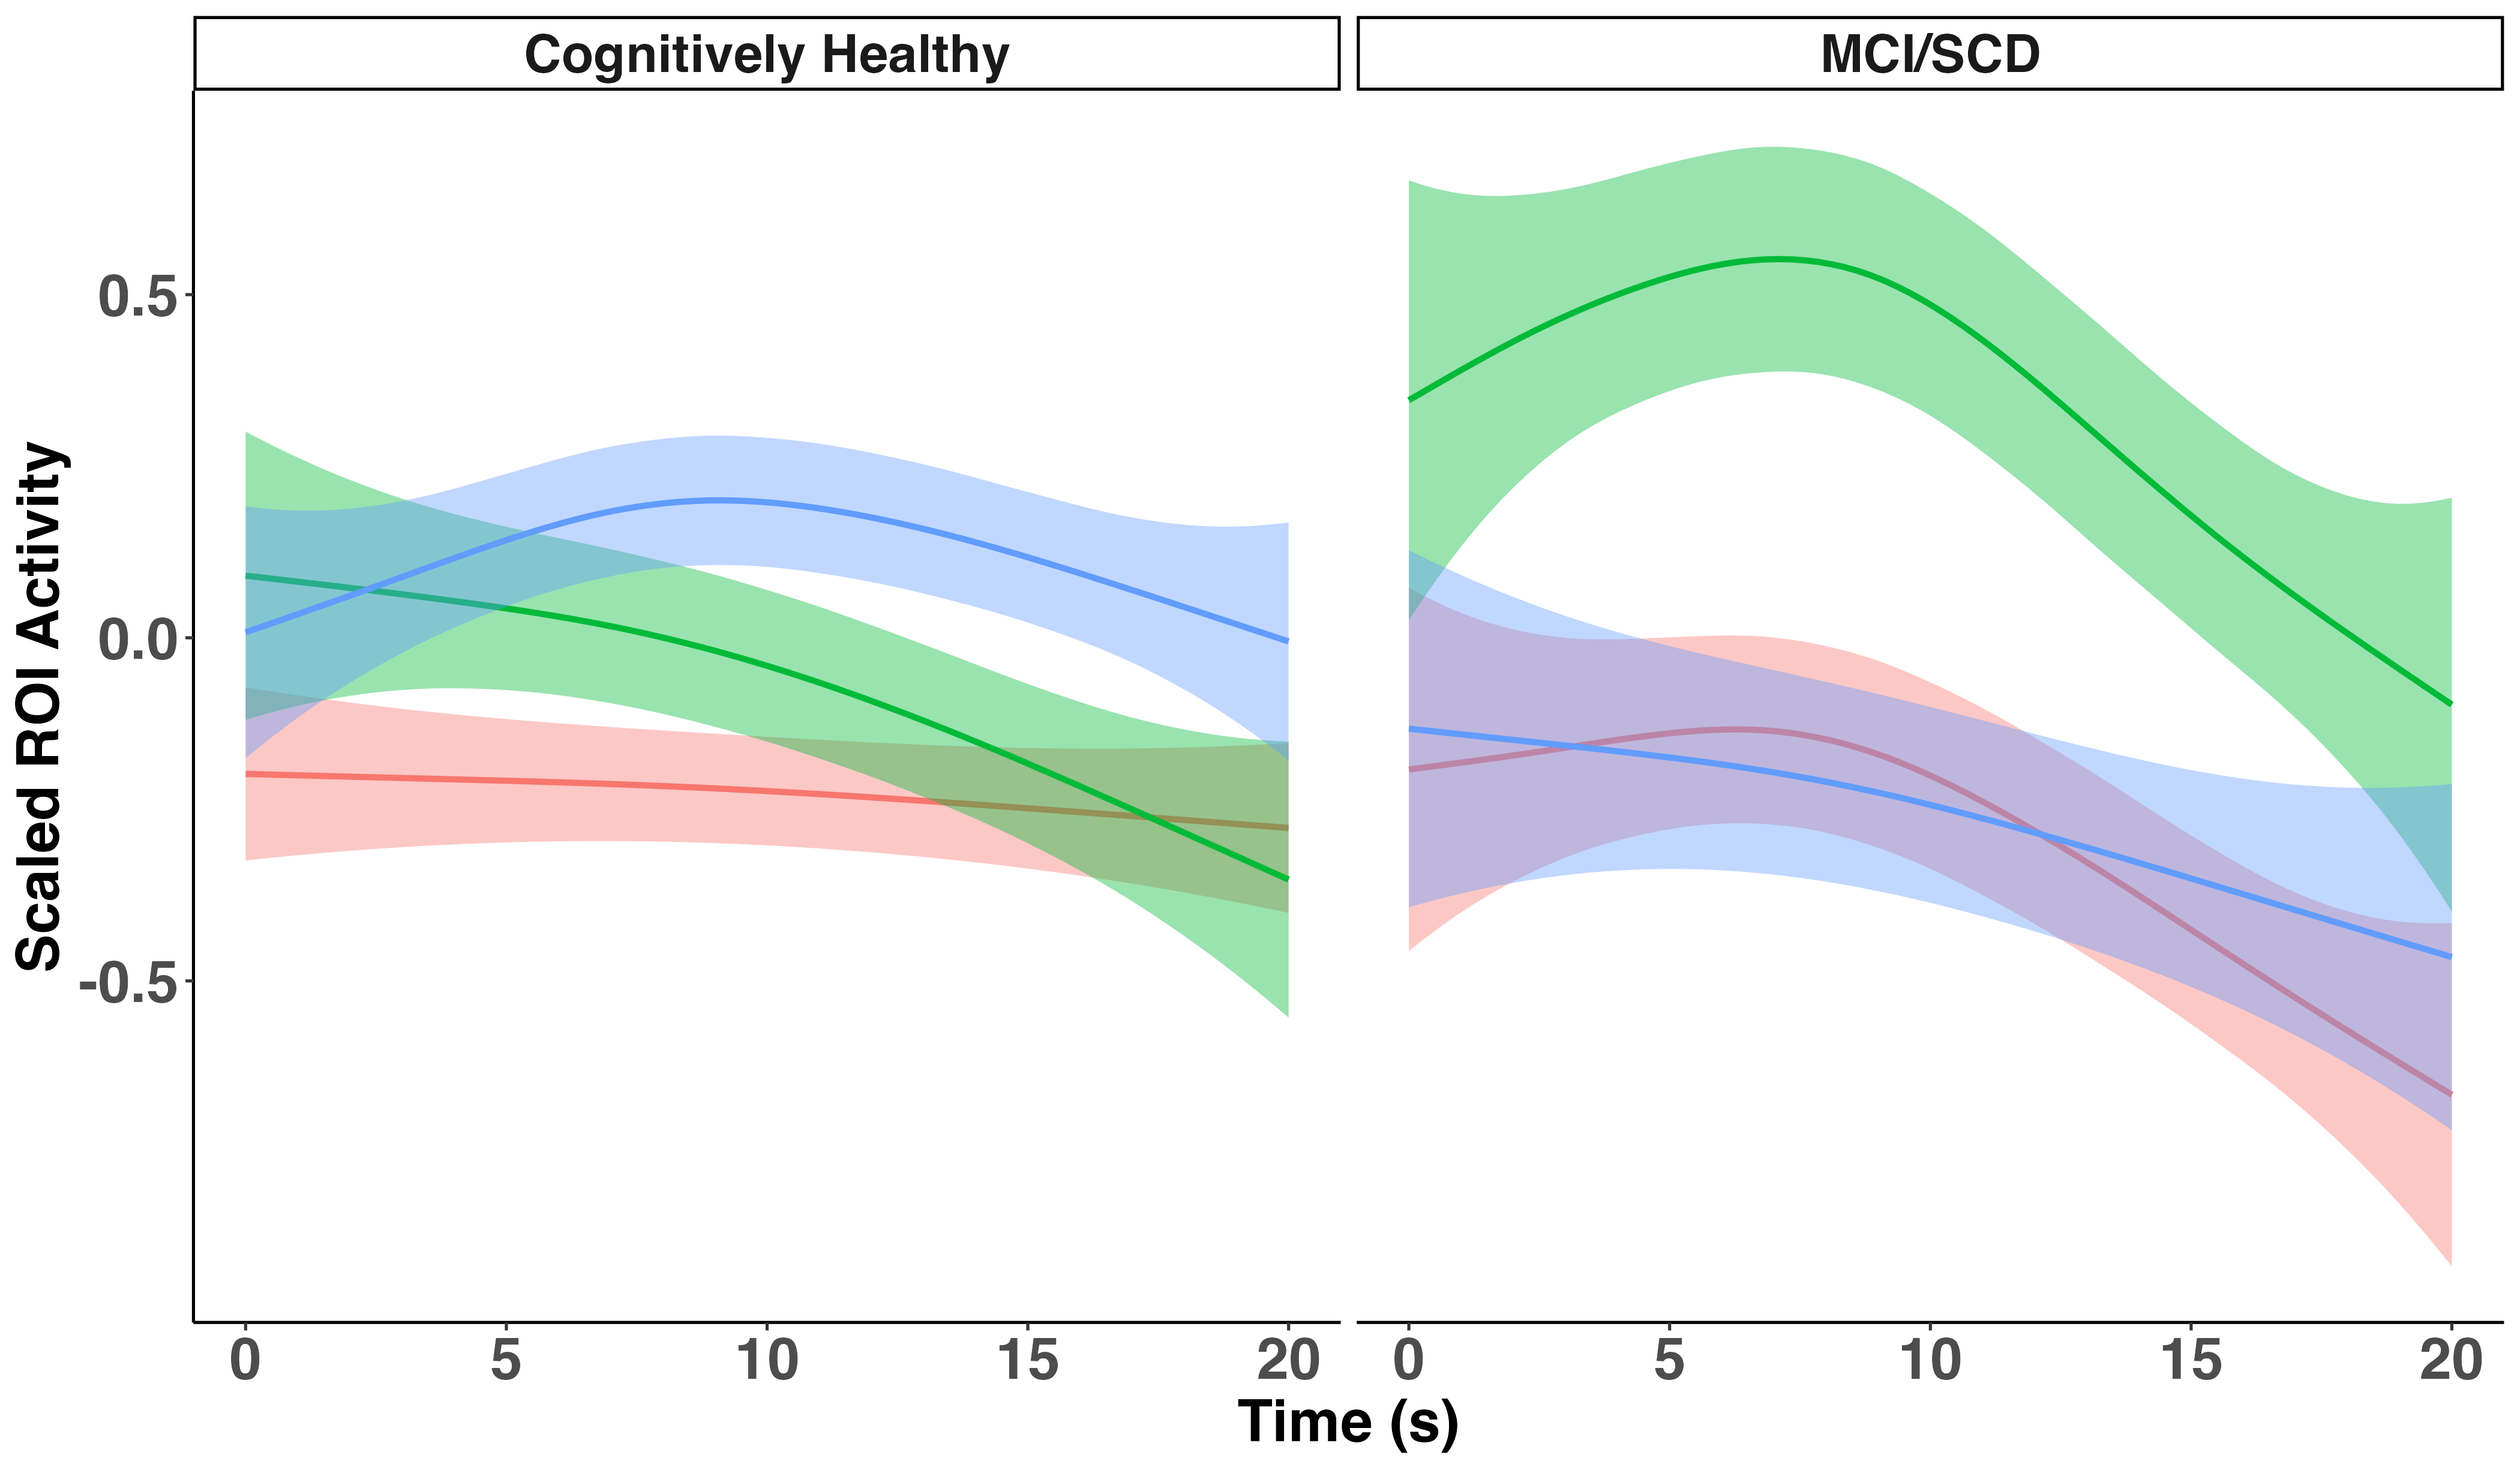 Cognitively Healthy
MCI/SCD
Scaled ROI Activity
0.5
0.0
-0.5
0 5 10 15 20
0 5 10 15 20
Time (s)